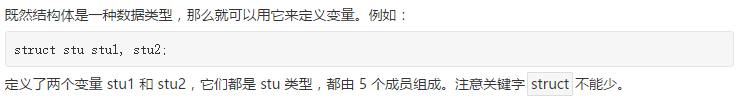 既然结构体是一种数据类型，那么就可以用它来定义变量。例如：
struct stu stu1, stu2;
定义了两个变量 stu1 和 stu2，它们都是 stu 类型，都由 5 个成员组成。注意关键字 struct 不能少。